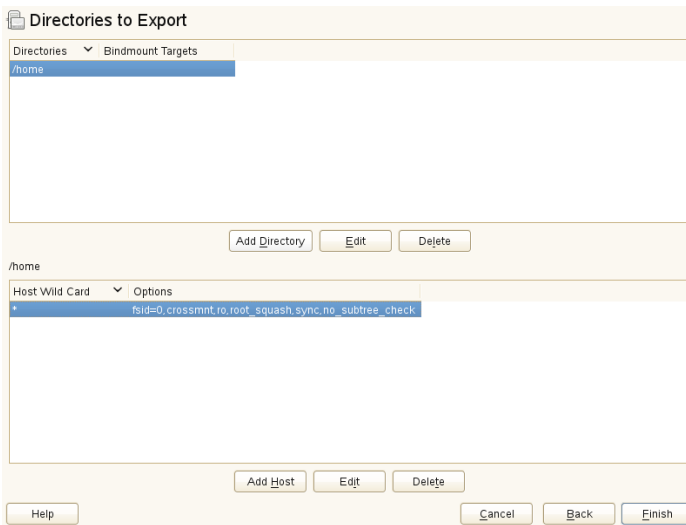 Directories to Export
Directories Bindmount Targets
/home
Add Directory Edit Delete
/home
Host Wild Card Options
* fsid=0,crossmnt,ro,root_squash,sync,no_subtree_check
Add Host Edit Delete
Help Cancel Back Finish